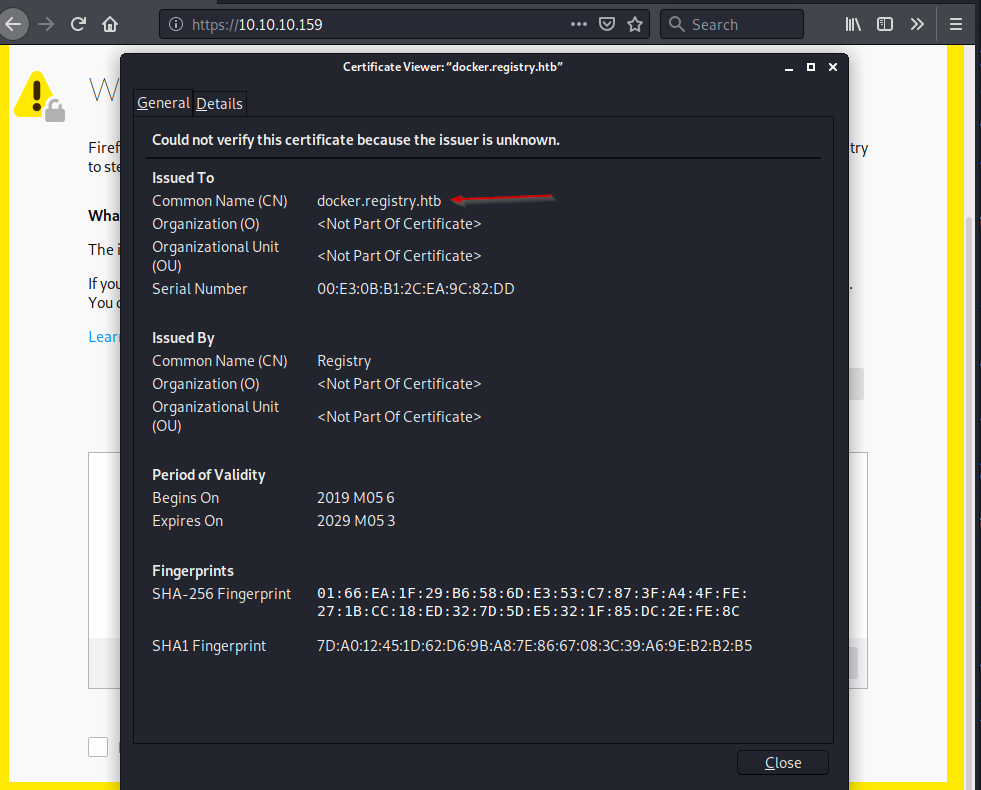 https://10.10.10.159
Search
Certificate Viewer: “docker.registry.htb”
General Details
W
Could not verify this certificate because the issuer is unknown.
Firef
try
to ste
Issued To
Common Name (CN) docker.registry.htb
Organization (O) <Not Part Of Certificate>
Organizational Unit (OU) <Not Part Of Certificate>
Serial Number 00:E3:0B:B1:2C:EA:9C:82:DD
Wha
The i
If you
You c
Learn
Issued By
Common Name (CN) Registry
Organization (O) <Not Part Of Certificate>
Organizational Unit (OU) <Not Part Of Certificate>
Period of Validity
Begins On 2019 M05 6
Expires On 2029 M05 3
Fingerprints
SHA-256 Fingerprint 01:66:EA:1F:29:B6:58:6D:E3:53:C7:87:3F:A4:4F:FE:
27:1B:CC:18:ED:32:7D:5D:E5:32:1F:85:DC:2E:FE:8C
SHA1 Fingerprint 7D:A0:12:45:1D:62:D6:9B:A8:7E:86:67:08:3C:39:A6:9E:B2:B2:B5
Close